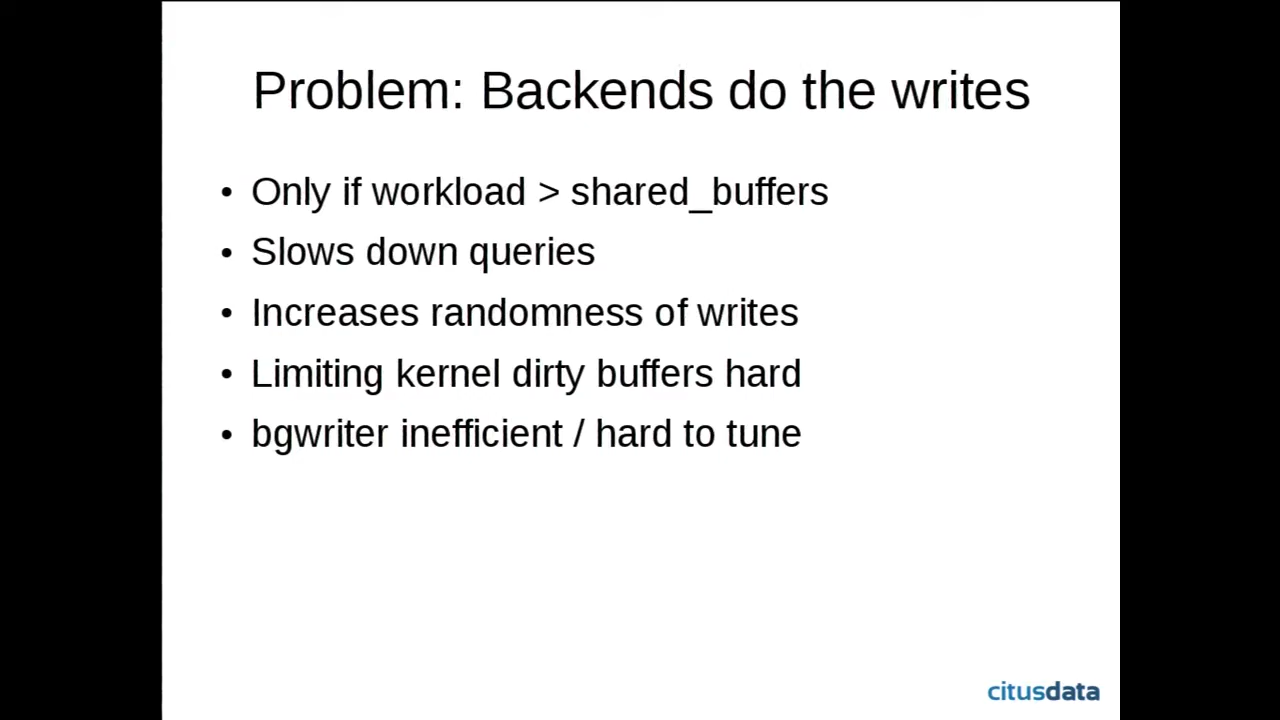 Problem: Backends do the writes
• Only if workload > shared_buffers
• Slows down queries
• Increases randomness of writes
• Limiting kernel dirty buffers hard
• bgwriter inefficient / hard to tune
citusdata